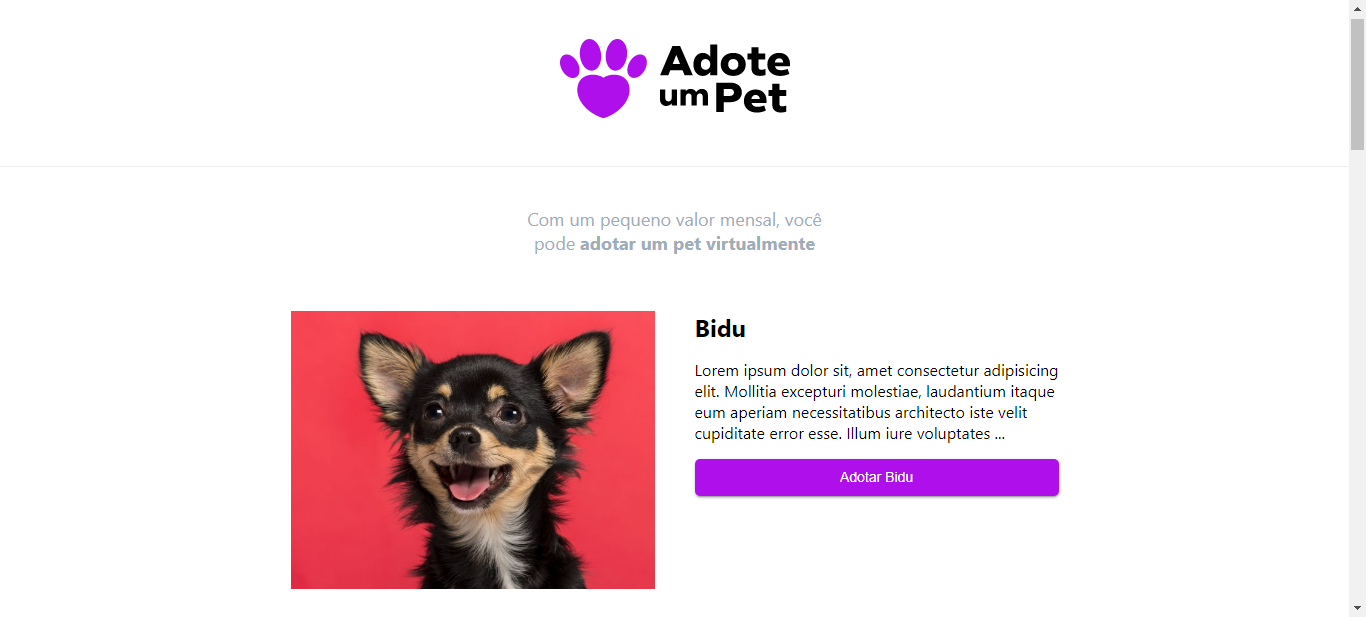 Adote
um Pet
Com um pequeno valor mensal, você
pode adotar um pet virtualmente
Bidu
Lorem ipsum dolor sit, amet consectetur adipisicing
elit. Mollitia excepturi molestiae, laudantium itaque
eum aperiam necessitatibus architecto iste velit
cupiditate error esse. Illum iure voluptates ...
Adotar Bidu